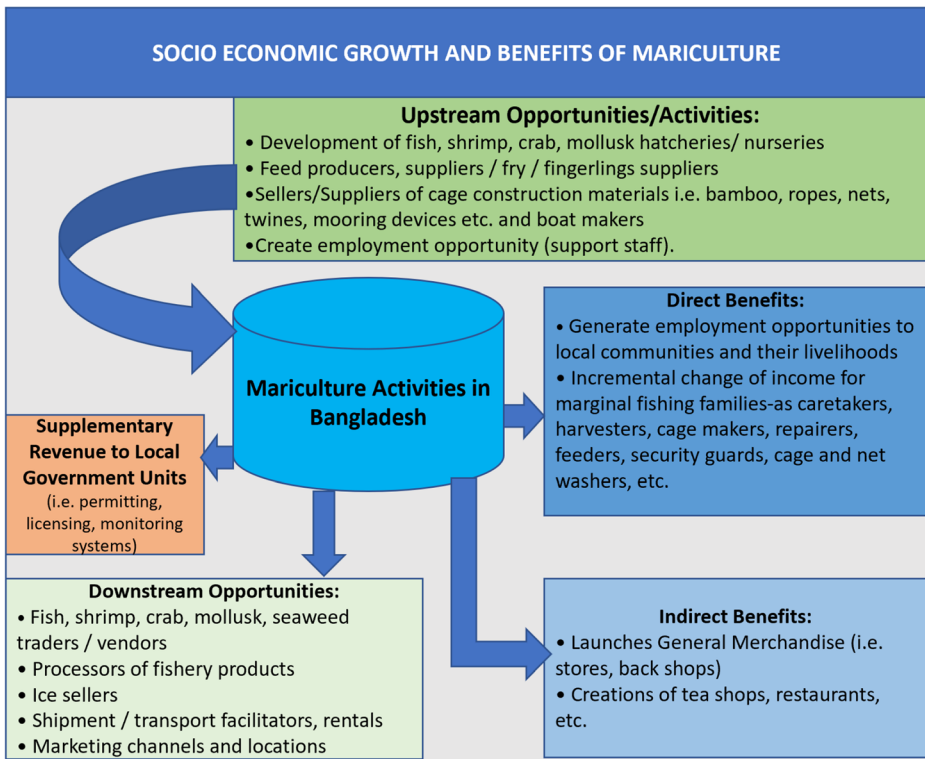 SOCIO ECONOMIC GROWTH AND BENEFITS OF MARICULTURE
Upstream Opportunities/Activities:
• Development of fish, shrimp, crab, mollusk hatcheries/ nurseries
• Feed producers, suppliers / fry / fingerlings suppliers
•Sellers/Suppliers of cage construction materials i.e. bamboo, ropes, nets,
twines, mooring devices etc. and boat makers
•Create employment opportunity (support staff).
Mariculture Activities in
Bangladesh
Direct Benefits:
• Generate employment opportunities to
local communities and their livelihoods
• Incremental change of income for
marginal fishing families-as caretakers,
harvesters, cage makers, repairers,
feeders, security guards, cage and net
washers, etc.
Supplementary
Revenue to Local
Government Units
(i.e. permitting,
licensing, monitoring
systems)
Downstream Opportunities:
• Fish, shrimp, crab, mollusk, seaweed
traders / vendors
• Processors of fishery products
• Ice sellers
• Shipment / transport facilitators, rentals
• Marketing channels and locations
Indirect Benefits:
• Launches General Merchandise (i.e.
stores, back shops)
• Creations of tea shops, restaurants,
etc.